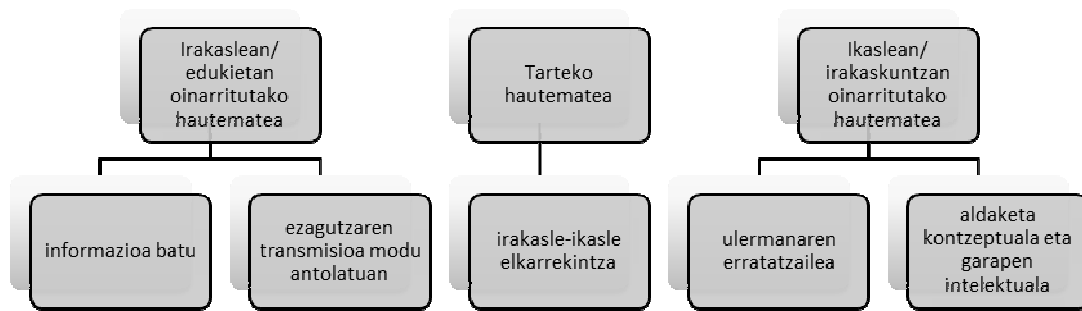 Irakaslean/
edukietan
oinarritutako
hautematea
Tarteko
hautematea
Ikaslean/
irakaskuntzan
oinarritutako
hautematea
informazioa batu
ezagutzaren
transmisioa modu
antolatuan
irakasle-ikasle
elkarrekintza
ulermanaren
erratatzailea
aldaketa
kontzeptuala eta
garapen
intelektuala